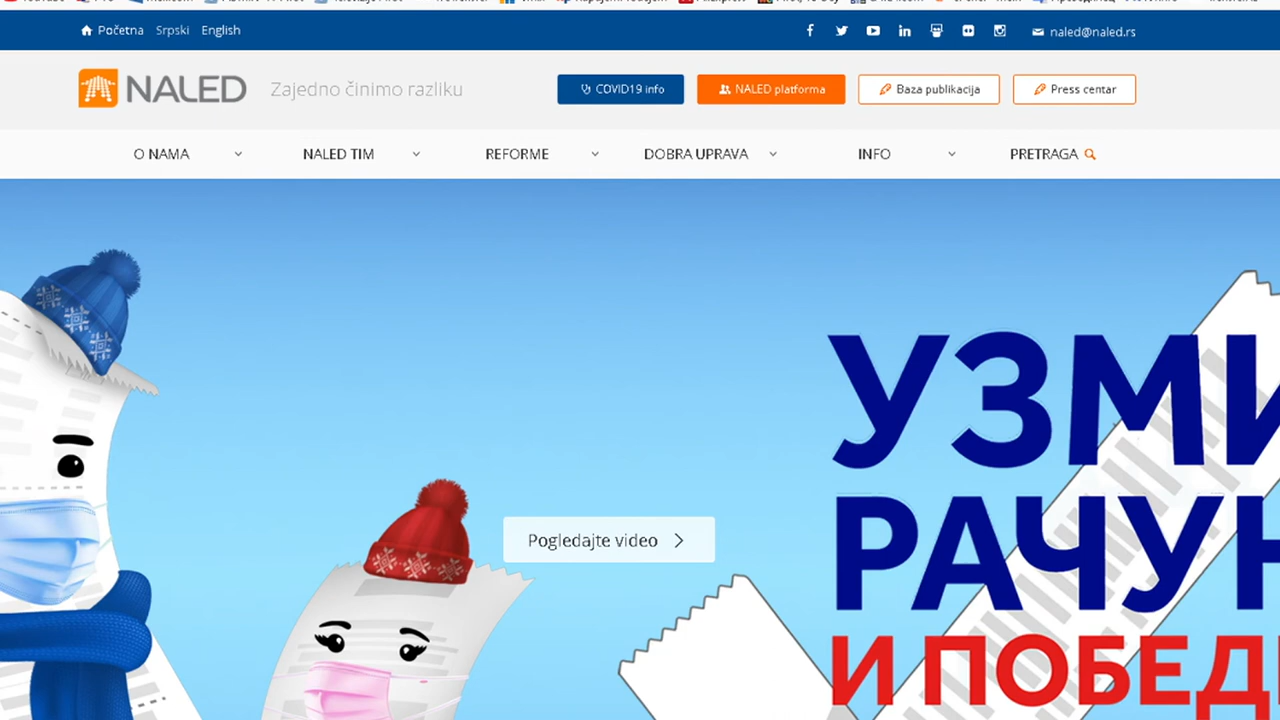 Početna Srpski English naled@naled.rs
NALED Zajedno činimo razliku COVID19 info NALED platforma Baza publikacija Press centar
O NAMA NALED TIM REFORME DOBRA UPRAVA INFO PRETRAGA
УЗМИ
РАЧУН
Pogledajte video
И ПОБЕД